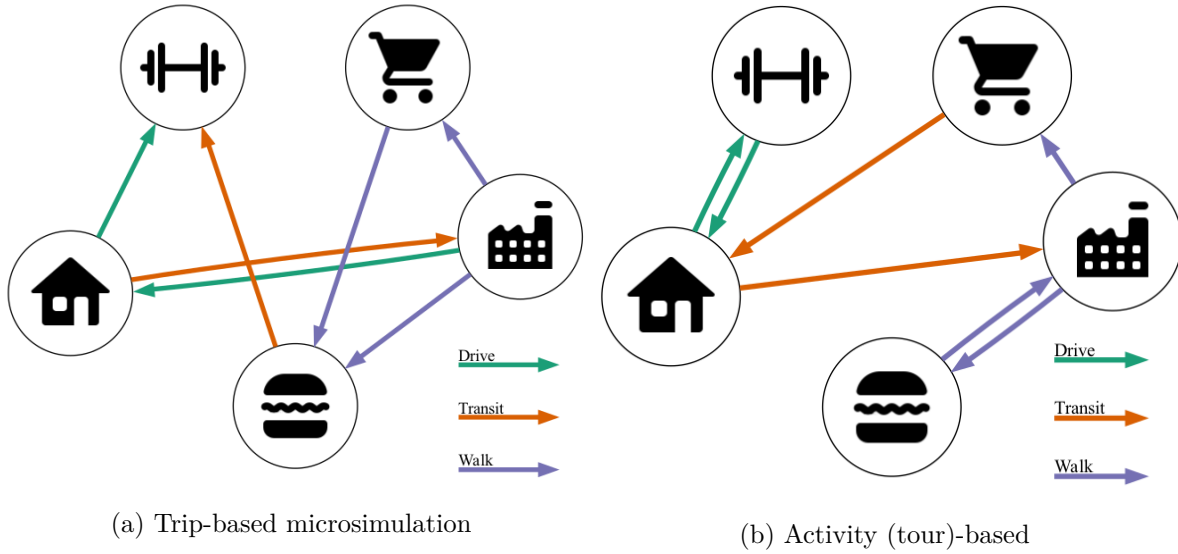 Drive
Transit
Walk
(a) Trip-based microsimulation
Drive
Transit
Walk
(b) Activity (tour)-based